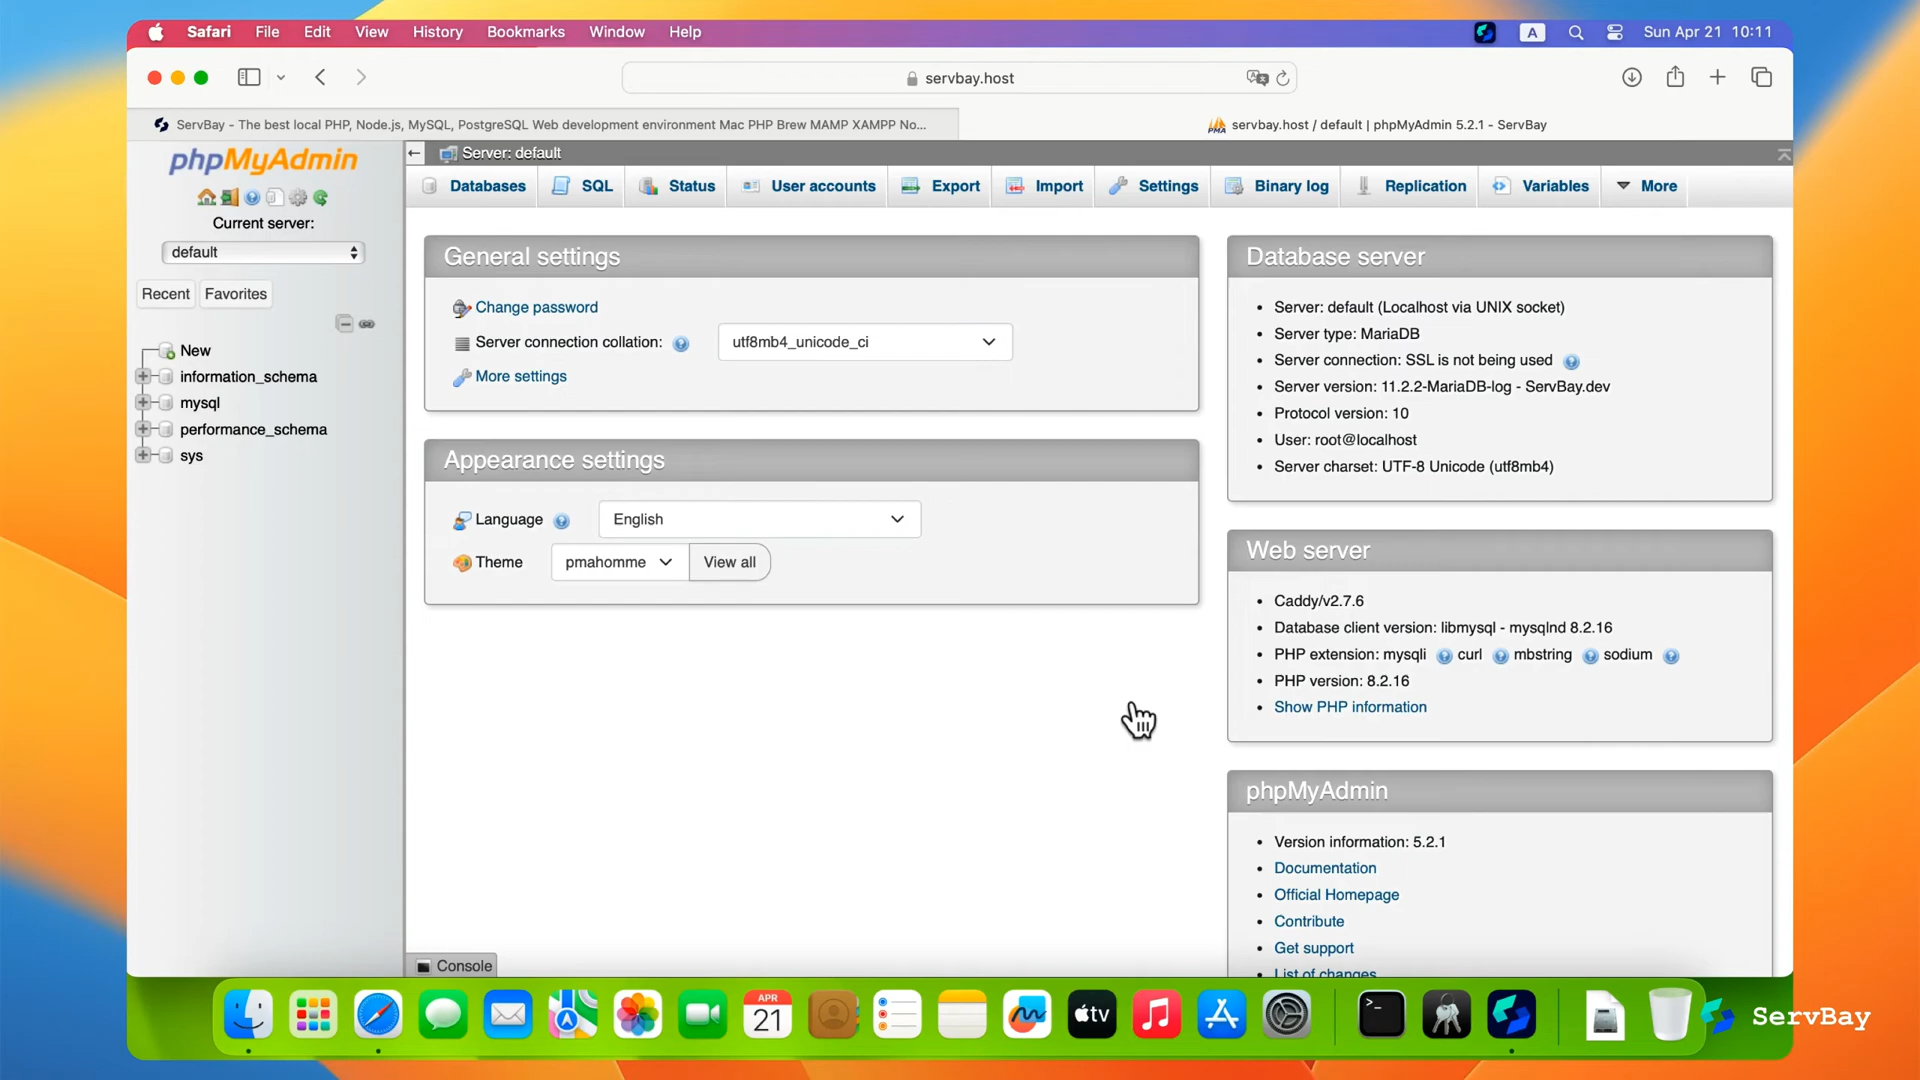 Safari File Edit View History Bookmarks Window Help
A
Sun Apr 21 10:11
servbay.host
ServBay - The best local PHP, Node.js, MySQL, PostgreSQL Web development environment Mac PHP Brew MAMP XAMPP No...
PMA servbay.host / default | phpMyAdmin 5.2.1 - ServBay
phpMyAdmin
Current server:
default
Recent Favorites
New
information_schema
mysql
performance_schema
sys
Server: default
Databases SQL Status User accounts Export Import Settings Binary log Replication Variables More
General settings
Change password
Server connection collation: utf8mb4_unicode_ci
More settings
Appearance settings
Language English
Theme pmahomme View all
Database server
Server: default (Localhost via UNIX socket)
Server type: MariaDB
Server connection: SSL is not being used
Server version: 11.2.2-MariaDB-log - ServBay.dev
Protocol version: 10
User: root@localhost
Server charset: UTF-8 Unicode (utf8mb4)
Web server
Caddy/v2.7.6
Database client version: libmysql - mysqlnd 8.2.16
PHP extension: mysqli curl mbstring sodium
PHP version: 8.2.16
Show PHP information
phpMyAdmin
Version information: 5.2.1
Documentation
Official Homepage
Contribute
Get support
List of changes
Console
APR
21
tv
>_
ServBay